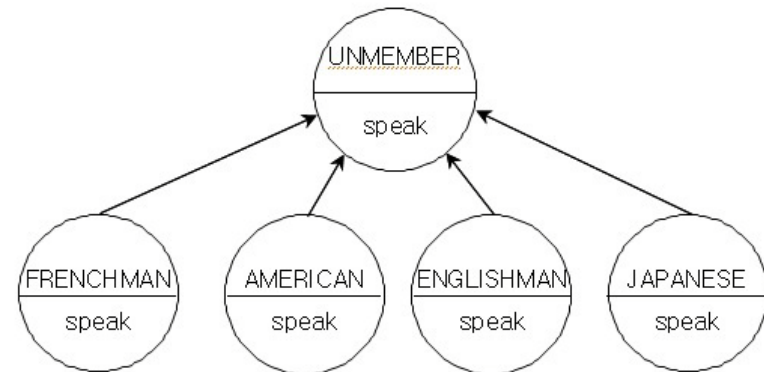 UNMEMBER
speak
FRENCHMAN
speak
AMERICAN
speak
ENGLISHMAN
speak
JAPANESE
speak